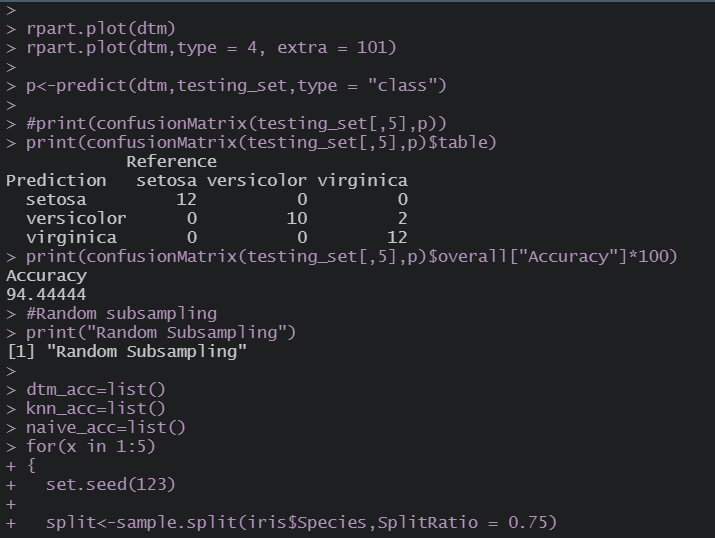 >
> rpart.plot(dtm)
> rpart.plot(dtm,type = 4, extra = 101)
>
> p<-predict(dtm,testing_set,type = "class")
>
> #print(confusionMatrix(testing_set[,5],p))
> print(confusionMatrix(testing_set[,5],p)$table)
            Reference
Prediction   setosa versicolor virginica
  setosa         12          0         0
  versicolor      0         10         2
  virginica       0          0        12
> print(confusionMatrix(testing_set[,5],p)$overall["Accuracy"]*100)
Accuracy
94.44444
> #Random subsampling
> print("Random Subsampling")
[1] "Random Subsampling"
>
> dtm_acc=list()
> knn_acc=list()
> naive_acc=list()
> for(x in 1:5)
+ {
+   set.seed(123)
+
+   split<-sample.split(iris$Species,SplitRatio = 0.75)